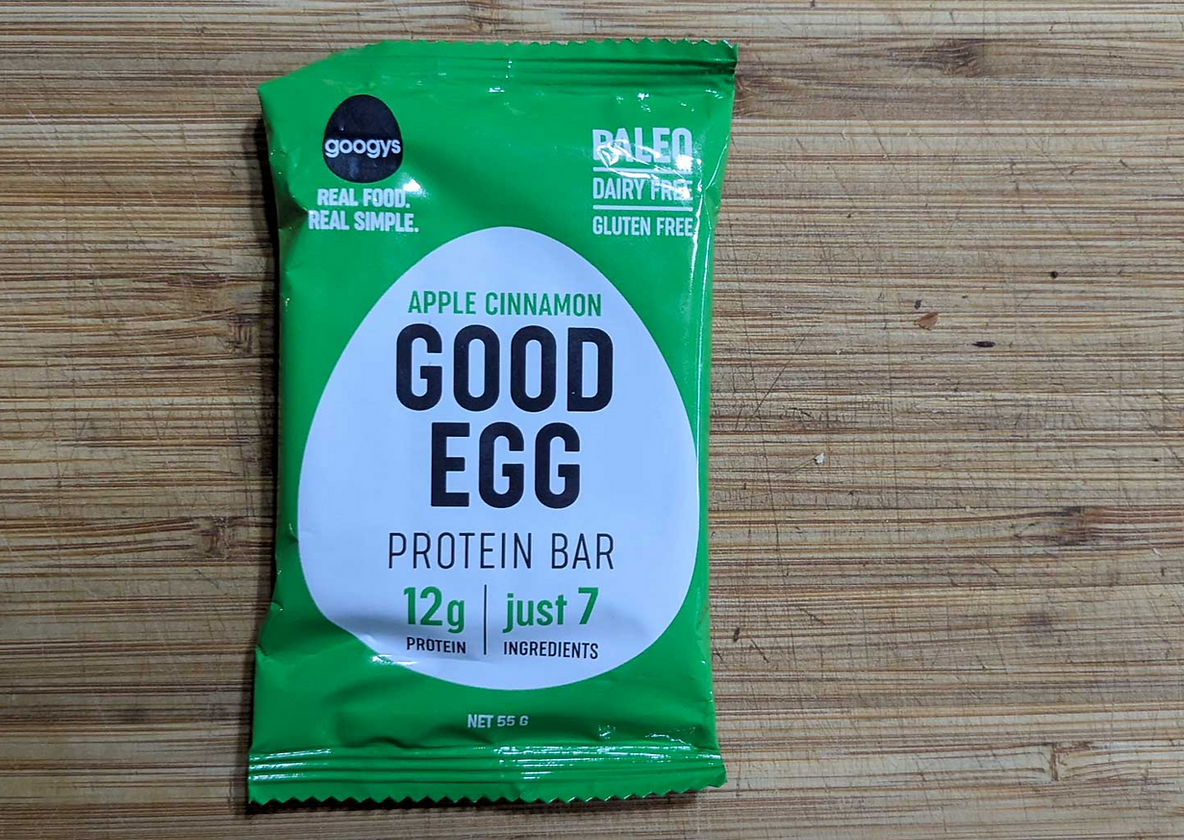 googys
REAL FOOD.
REAL SIMPLE.
PALEO
DAIRY FREE
GLUTEN FREE
APPLE CINNAMON
GOOD
EGG
PROTEIN BAR
12g
PROTEIN
just 7
INGREDIENTS
NET 55 G